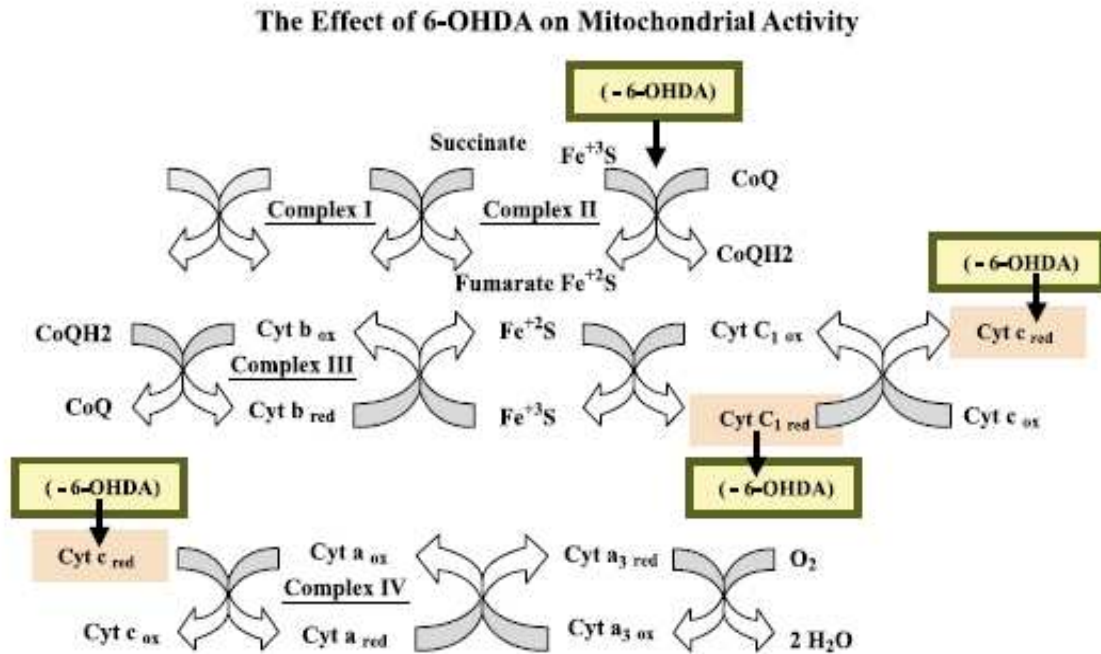 The Effect of 6-OHDA on Mitochondrial Activity
( - 6-OHDA)
Succinate
Fe+3S
CoQ
Complex I
Complex II
CoQH2
Fumarate Fe+2S
( - 6-OHDA)
CoQH2
Cyt b ox
Fe+2S
Cyt C1 ox
Cyt c red
Complex III
CoQ
Cyt b red
Fe+3S
Cyt C1 red
Cyt c ox
( - 6-OHDA)
( - 6-OHDA)
Cyt c red
Cyt a ox
Cyt a3 red
O2
Complex IV
Cyt c ox
Cyt a red
Cyt a3 ox
2 H2O